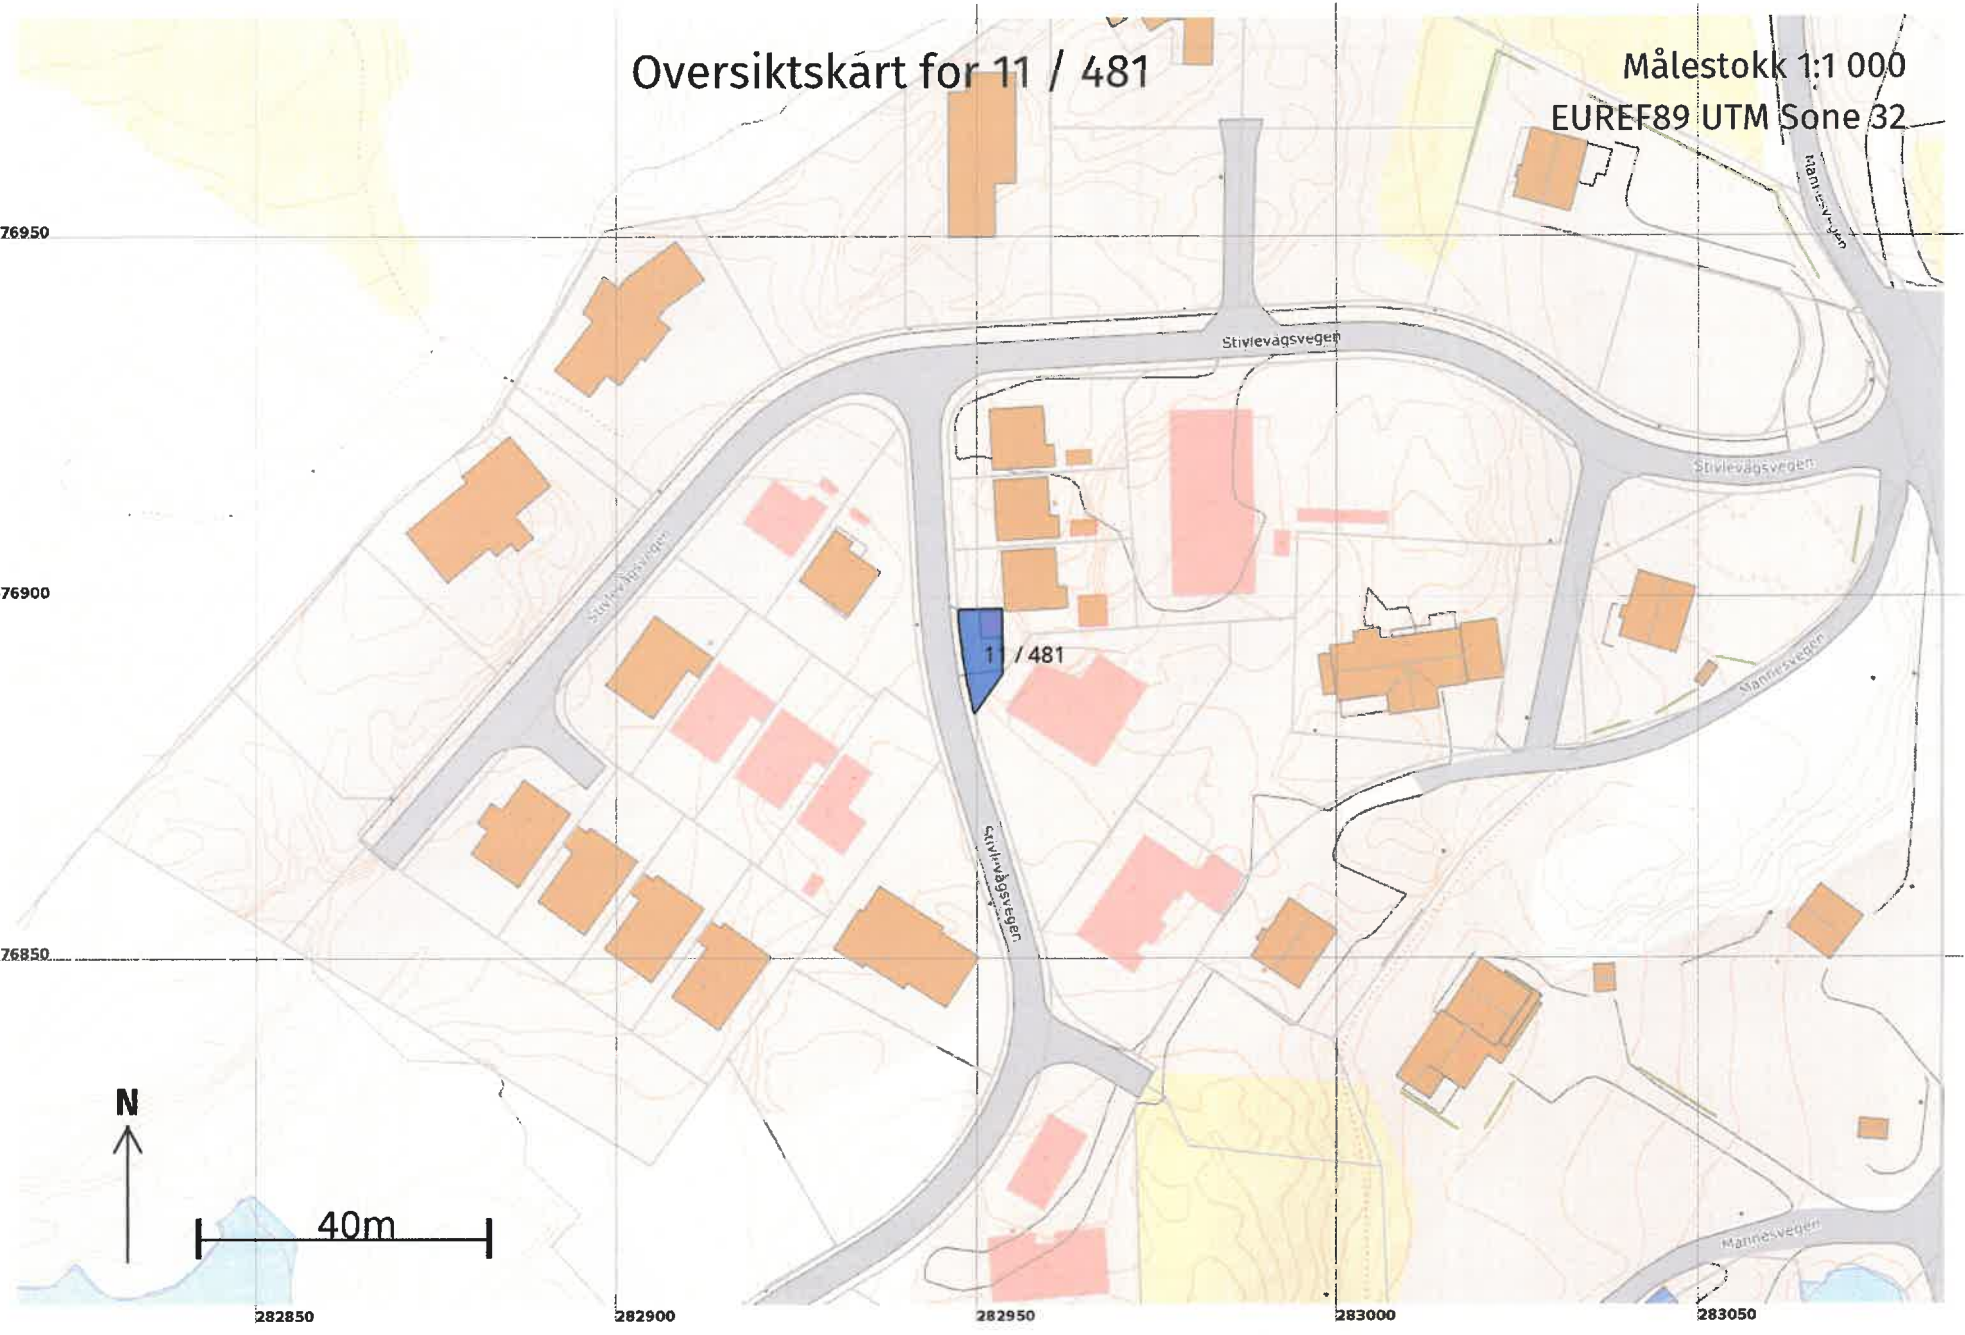 Oversiktskart for 11 / 481
Målestokk 1:1 000
EUREF89 UTM Sone 32
Mannesvegen
76950
Stivlevågsvegen
Stivlevågsvegen
Stivlevågsvegen
76900
11 / 481
Mannesvegen
Stivlevågsvegen
76850
N
40m
Mannesvegen
282850
282900
282950
283000
283050